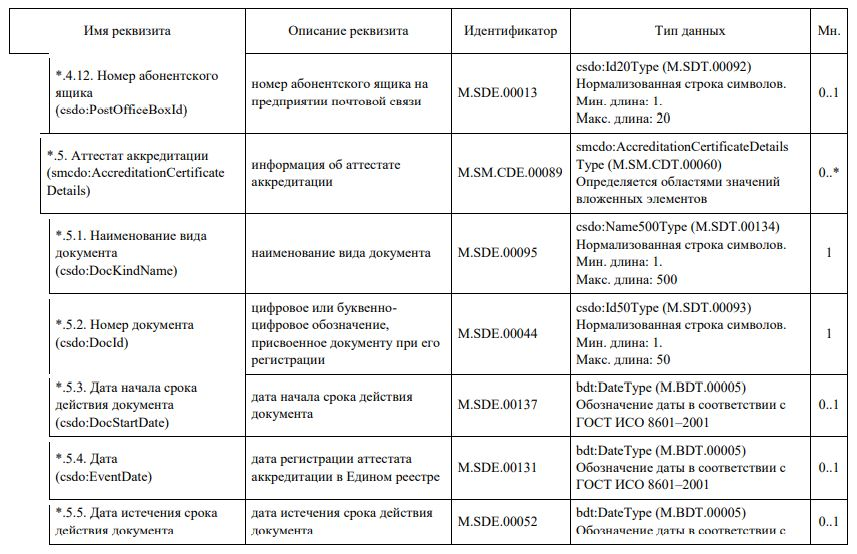 Имя реквизита
Описание реквизита
Идентификатор
Тип данных
Мн.
*.4.12. Номер абонентского
ящика
(csdo:PostOfficeBoxId)
номер абонентского ящика на
предприятии почтовой связи
M.SDE.00013
csdo:Id20Type (M.SDT.00092)
Нормализованная строка символов.
Мин. длина: 1.
Макс. длина: 20
0..1
*.5. Аттестат аккредитации
(smcdo:AccreditationCertificate
Details)
информация об аттестате
аккредитации
M.SM.CDE.00089
smcdo:AccreditationCertificateDetails
Type (M.SM.CDT.00060)
Определяется областями значений
вложенных элементов
0..*
*.5.1. Наименование вида
документа
(csdo:DocKindName)
наименование вида документа
M.SDE.00095
csdo:Name500Type (M.SDT.00134)
Нормализованная строка символов.
Мин. длина: 1.
Макс. длина: 500
1
*.5.2. Номер документа
(csdo:DocId)
цифровое или буквенно-
цифровое обозначение,
присвоенное документу при его
регистрации
M.SDE.00044
csdo:Id50Type (M.SDT.00093)
Нормализованная строка символов.
Мин. длина: 1.
Макс. длина: 50
1
*.5.3. Дата начала срока
действия документа
(csdo:DocStartDate)
дата начала срока действия
документа
M.SDE.00137
bdt:DateType (M.BDT.00005)
Обозначение даты в соответствии с
ГОСТ ИСО 8601–2001
0..1
*.5.4. Дата
(csdo:EventDate)
дата регистрации аттестата
аккредитации в Едином реестре
M.SDE.00131
bdt:DateType (M.BDT.00005)
Обозначение даты в соответствии с
ГОСТ ИСО 8601–2001
0..1
*.5.5. Дата истечения срока
действия документа
дата истечения срока действия
документа
M.SDE.00052
bdt:DateType (M.BDT.00005)
Обозначение даты в соответствии с
0..1